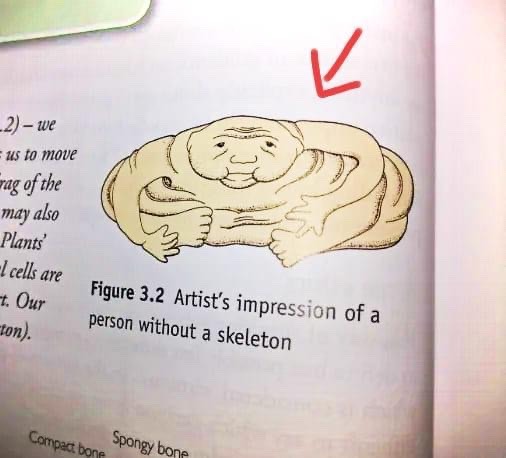 .2) – we
us to move
rag of the
may also
Plants’
l cells are
t. Our
ton).
Figure 3.2 Artist’s impression of a
person without a skeleton
Compact bone
Spongy bone